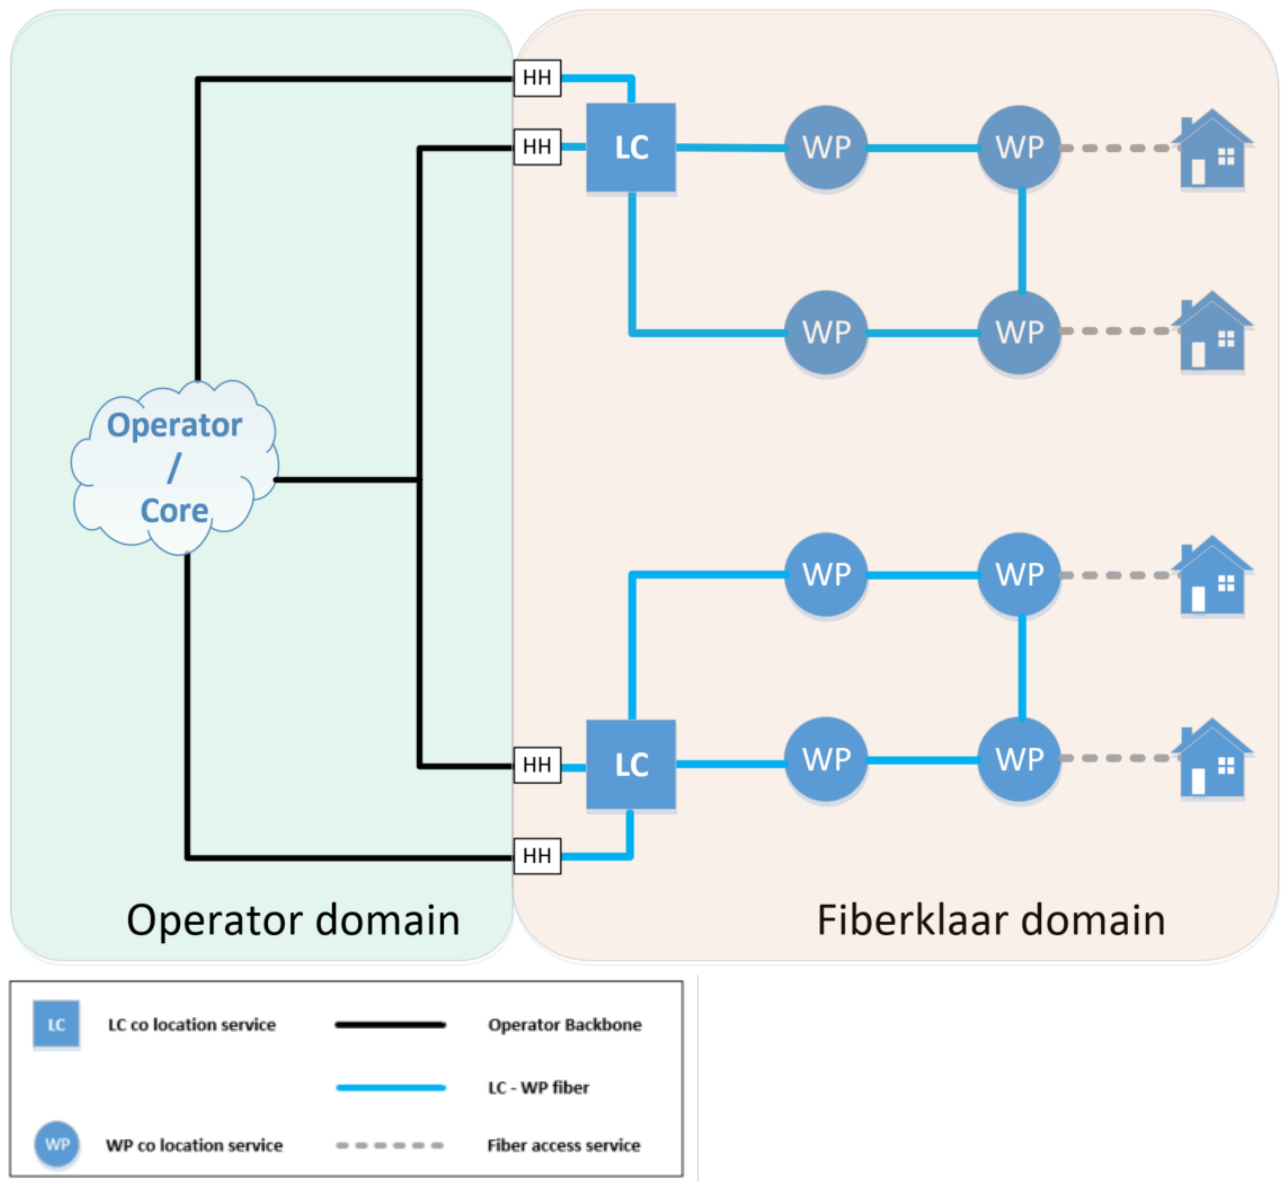 HH
HH
LC
WP
WP
WP
WP
Operator
/
Core
WP
WP
HH
LC
WP
WP
HH
Operator domain
Fiberklaar domain
LC
LC co location service
Operator Backbone
LC - WP fiber
WP
WP co location service
Fiber access service